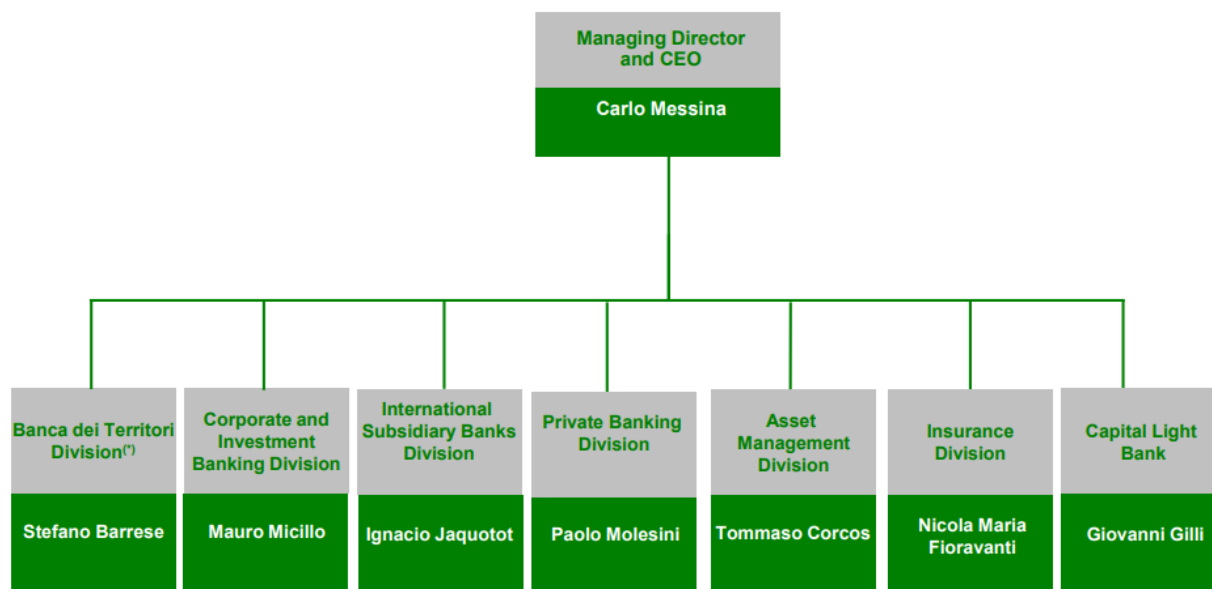 Managing Director
and CEO
Carlo Messina
Banca dei Territori
Division(*)
Stefano Barrese
Corporate and
Investment
Banking Division
Mauro Micillo
International
Subsidiary Banks
Division
Ignacio Jaquotot
Private Banking
Division
Paolo Molesini
Asset
Management
Division
Tommaso Corcos
Insurance
Division
Nicola Maria
Fioravanti
Capital Light
Bank
Giovanni Gilli